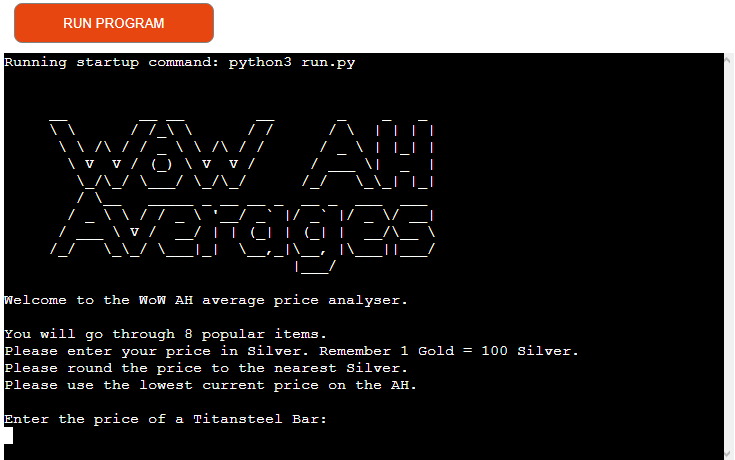 RUN PROGRAM
Running startup command: python3 run.py
WoW AH
Averages
Welcome to the WoW AH average price analyser.
You will go through 8 popular items.
Please enter your price in Silver. Remember 1 Gold = 100 Silver.
Please round the price to the nearest Silver.
Please use the lowest current price on the AH.
Enter the price of a Titansteel Bar: